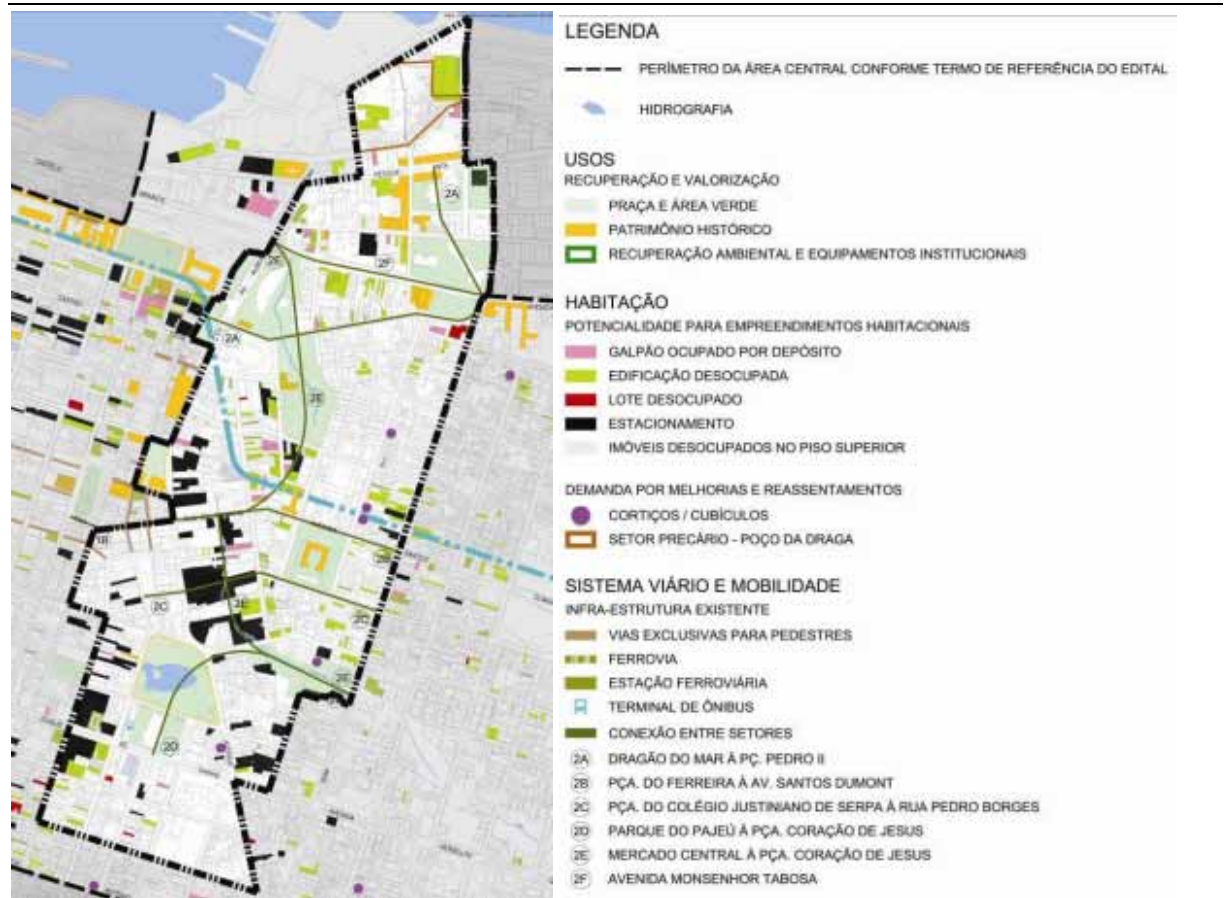 2A
2F
2E
2A
2E
1B
2B
2C
2E
2D
2E
2D
LEGENDA
PERÍMETRO DA ÁREA CENTRAL CONFORME TERMO DE REFERÊNCIA DO EDITAL
HIDROGRAFIA
USOS
RECUPERAÇÃO E VALORIZAÇÃO
PRAÇA E ÁREA VERDE
PATRIMÔNIO HISTÓRICO
RECUPERAÇÃO AMBIENTAL E EQUIPAMENTOS INSTITUCIONAIS
HABITAÇÃO
POTENCIALIDADE PARA EMPREENDIMENTOS HABITACIONAIS
GALPÃO OCUPADO POR DEPÓSITO
EDIFICAÇÃO DESOCUPADA
LOTE DESOCUPADO
ESTACIONAMENTO
IMÓVEIS DESOCUPADOS NO PISO SUPERIOR
DEMANDA POR MELHORIAS E REASSENTAMENTOS
CORTIÇOS / CUBÍCULOS
SETOR PRECÁRIO - POÇO DA DRAGA
SISTEMA VIÁRIO E MOBILIDADE
INFRA-ESTRUTURA EXISTENTE
VIAS EXCLUSIVAS PARA PEDESTRES
FERROVIA
ESTAÇÃO FERROVIÁRIA
TERMINAL DE ÔNIBUS
CONEXÃO ENTRE SETORES
2A DRAGÃO DO MAR À PÇ. PEDRO II
2B PÇA. DO FERREIRA À AV. SANTOS DUMONT
2C PÇA. DO COLÉGIO JUSTINIANO DE SERPA À RUA PEDRO BORGES
2D PARQUE DO PAJEÚ À PÇA. CORAÇÃO DE JESUS
2E MERCADO CENTRAL À PÇA. CORAÇÃO DE JESUS
2F AVENIDA MONSENHOR TABOSA